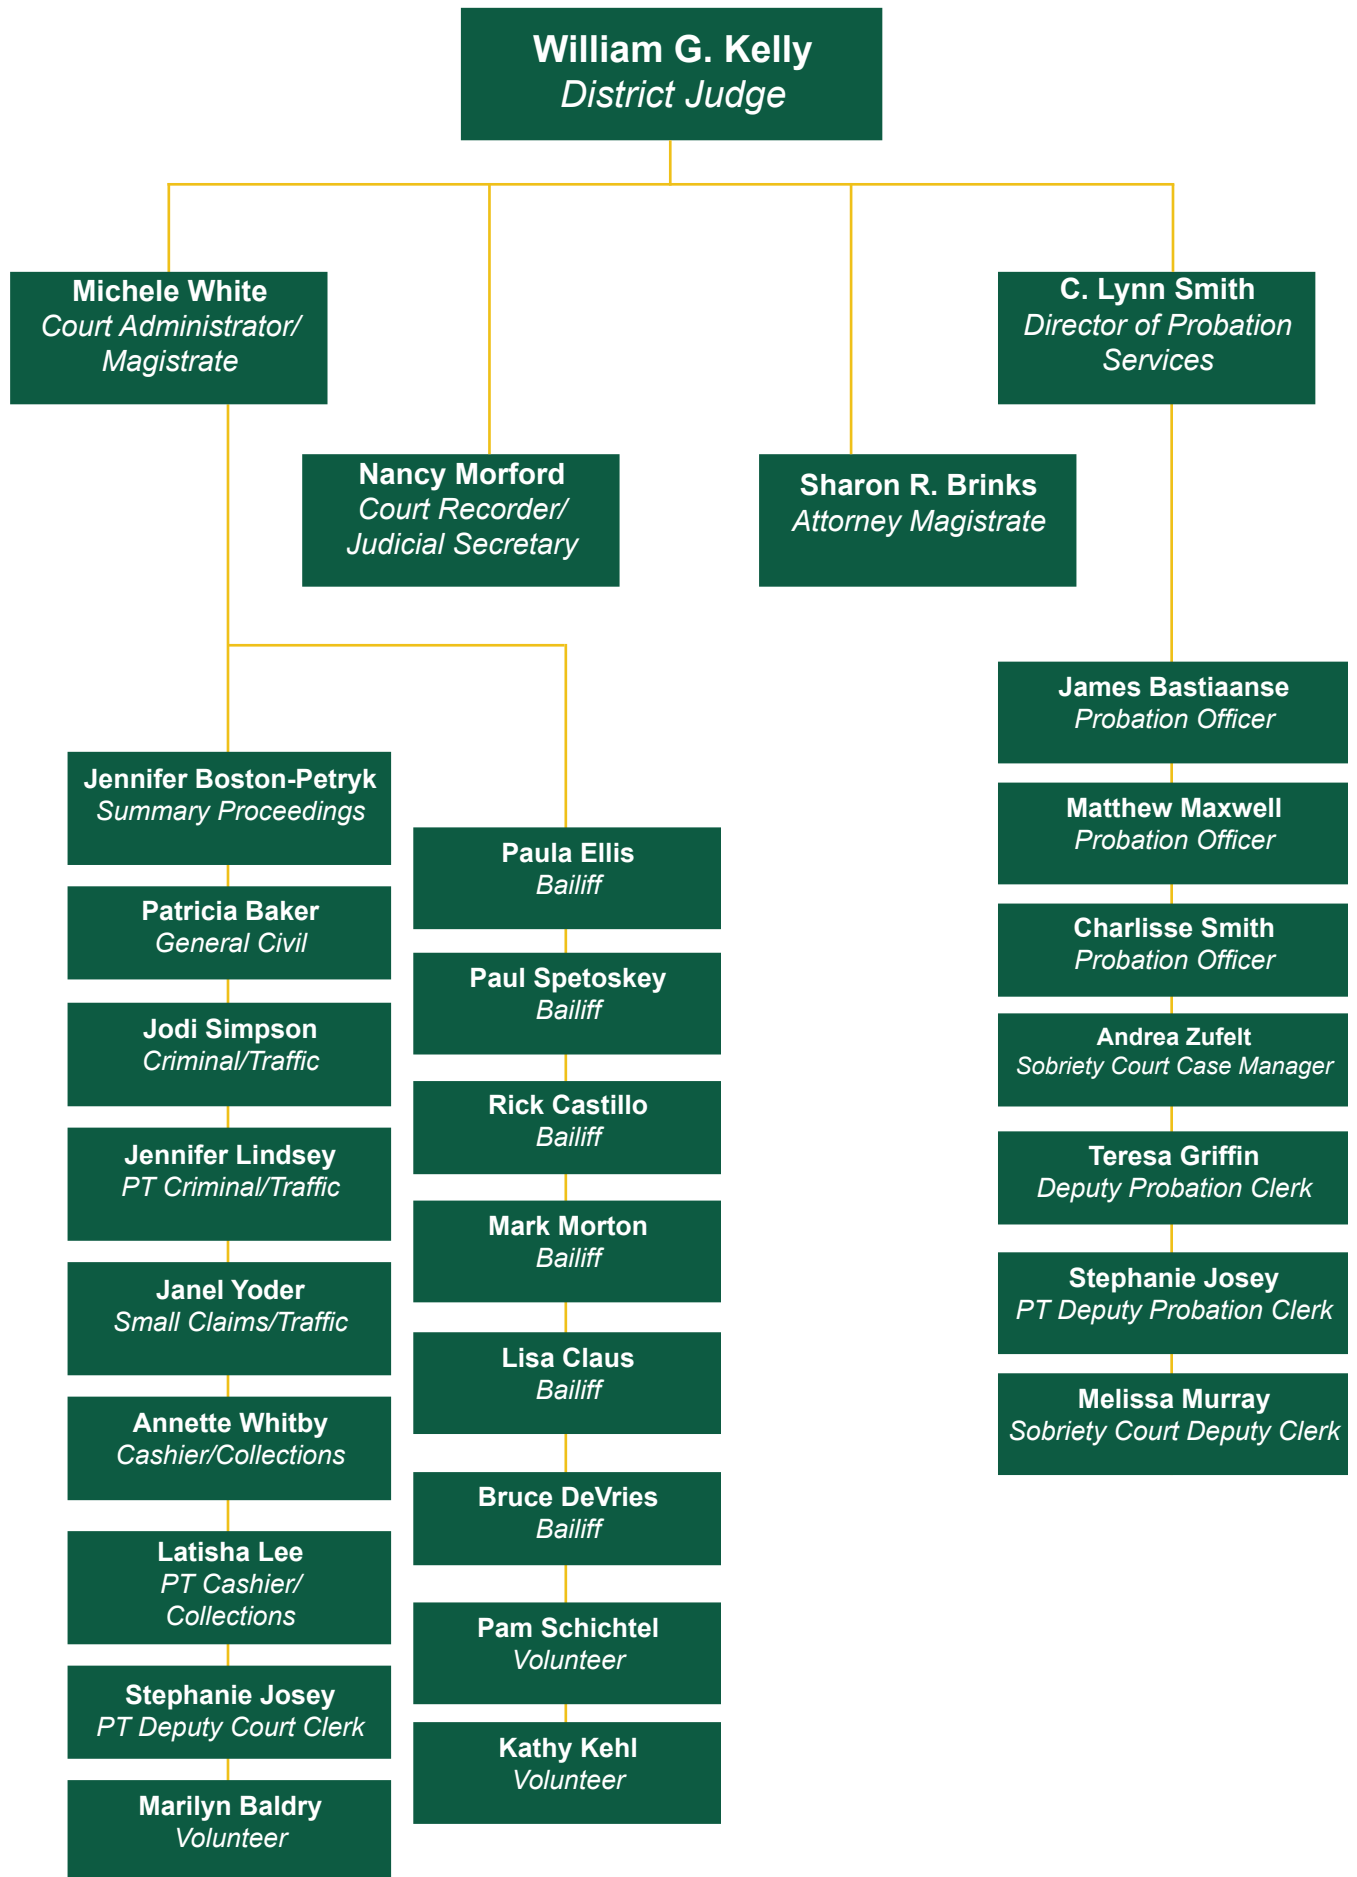 William G. Kelly
District Judge
Michele White
Court Administrator/
Magistrate
C. Lynn Smith
Director of Probation
Services
Nancy Morford
Court Recorder/
Judicial Secretary
Sharon R. Brinks
Attorney Magistrate
Jennifer Boston-Petryk
Summary Proceedings
Patricia Baker
General Civil
Jodi Simpson
Criminal/Traffic
Jennifer Lindsey
PT Criminal/Traffic
Janel Yoder
Small Claims/Traffic
Annette Whitby
Cashier/Collections
Latisha Lee
PT Cashier/
Collections
Stephanie Josey
PT Deputy Court Clerk
Marilyn Baldry
Volunteer
Paula Ellis
Bailiff
Paul Spetoskey
Bailiff
Rick Castillo
Bailiff
Mark Morton
Bailiff
Lisa Claus
Bailiff
Bruce DeVries
Bailiff
Pam Schichtel
Volunteer
Kathy Kehl
Volunteer
James Bastiaanse
Probation Officer
Matthew Maxwell
Probation Officer
Charlisse Smith
Probation Officer
Andrea Zufelt
Sobriety Court Case Manager
Teresa Griffin
Deputy Probation Clerk
Stephanie Josey
PT Deputy Probation Clerk
Melissa Murray
Sobriety Court Deputy Clerk